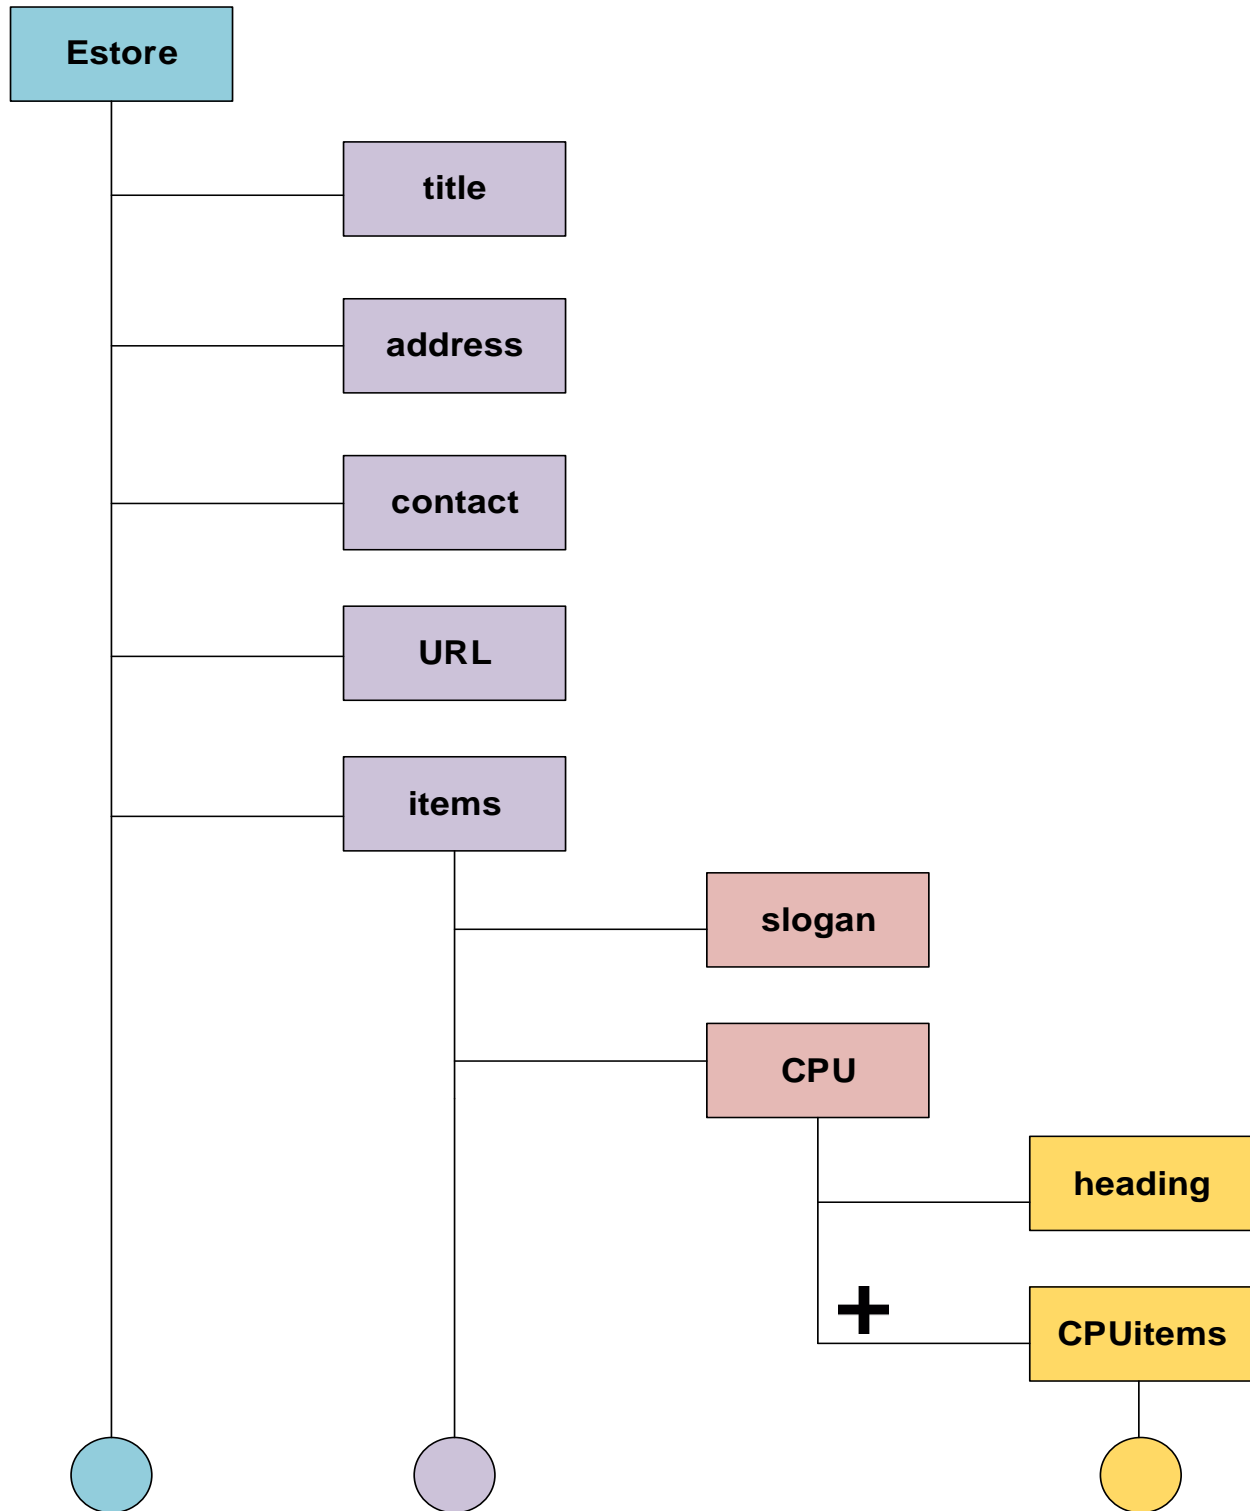 Estore
title
address
contact
URL
items
slogan
CPU
heading
+
CPUitems